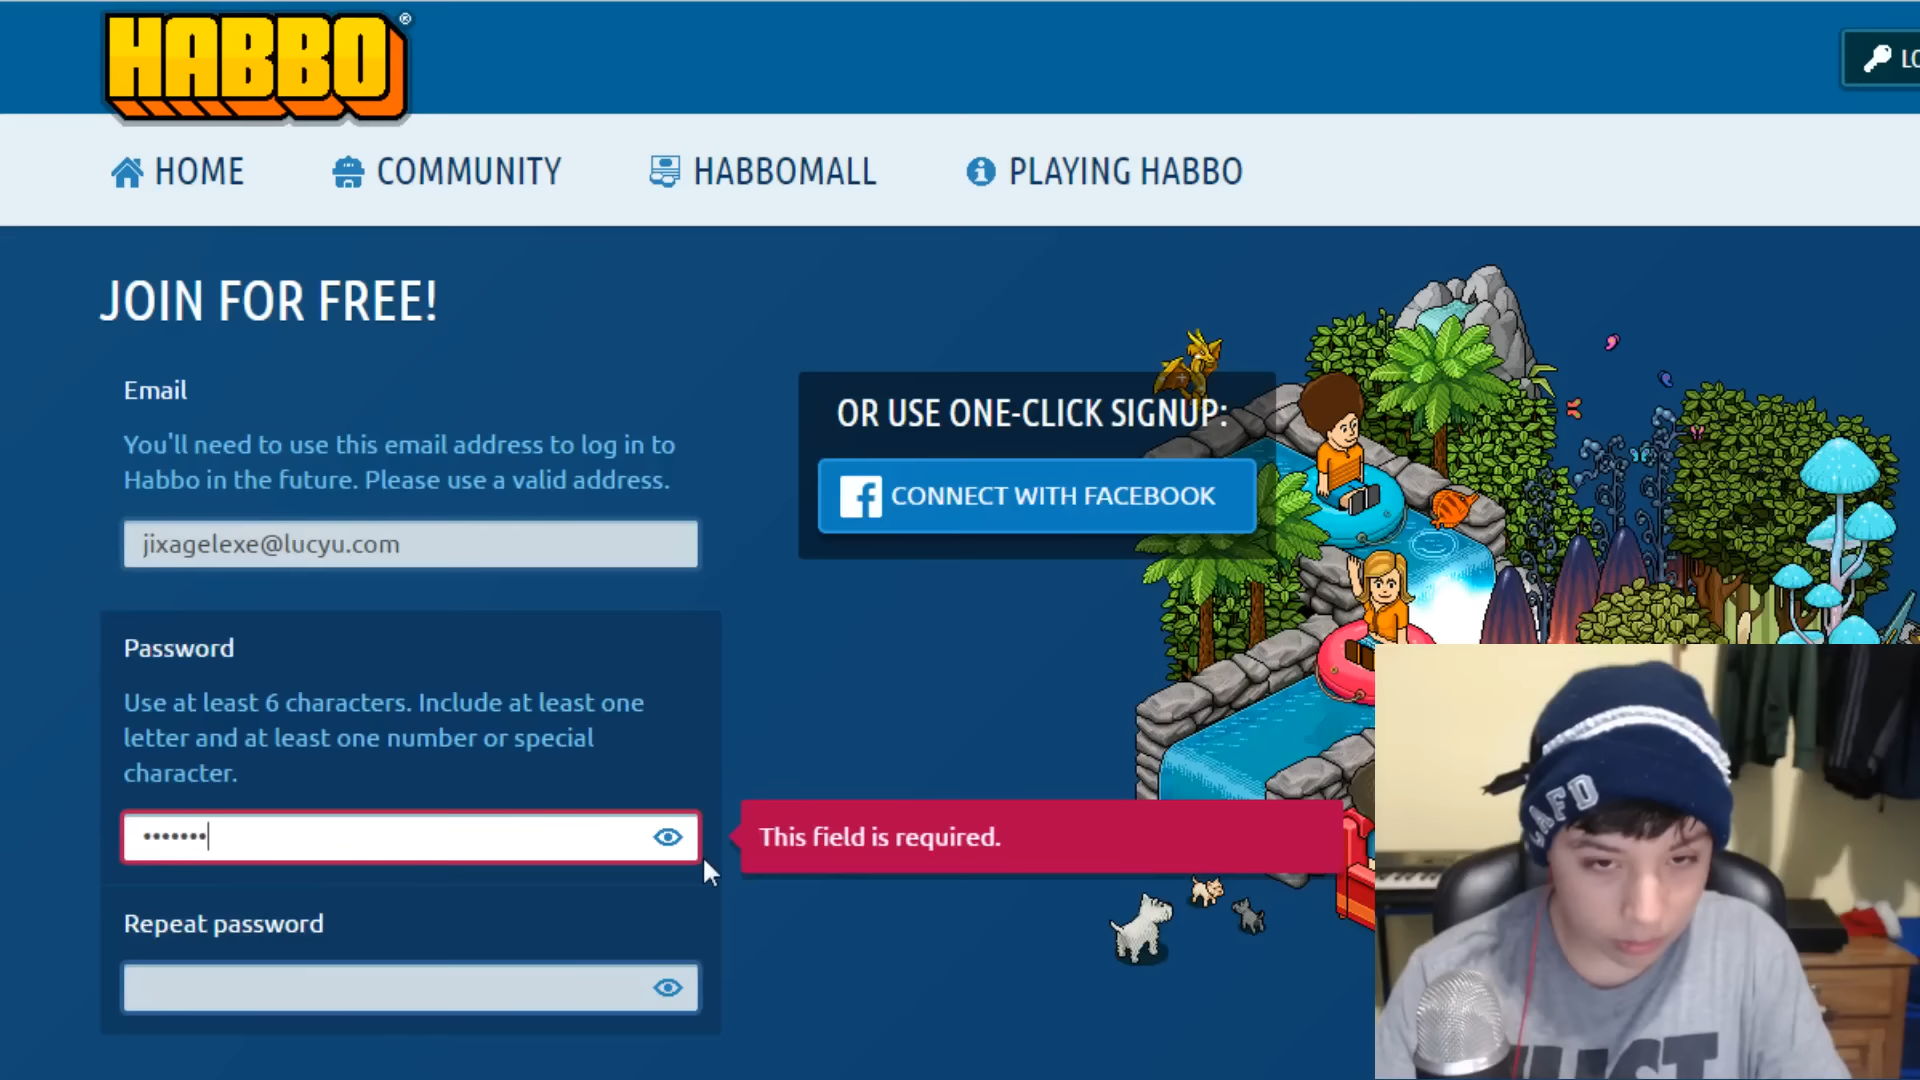 HABBO®
LO
HOME
COMMUNITY
HABBOMALL
PLAYING HABBO
JOIN FOR FREE!
Email
You'll need to use this email address to log in to
Habbo in the future. Please use a valid address.
jixagelexe@lucyu.com
OR USE ONE-CLICK SIGNUP:
CONNECT WITH FACEBOOK
Password
Use at least 6 characters. Include at least one
letter and at least one number or special
character.
•••••••
This field is required.
Repeat password
CAFD